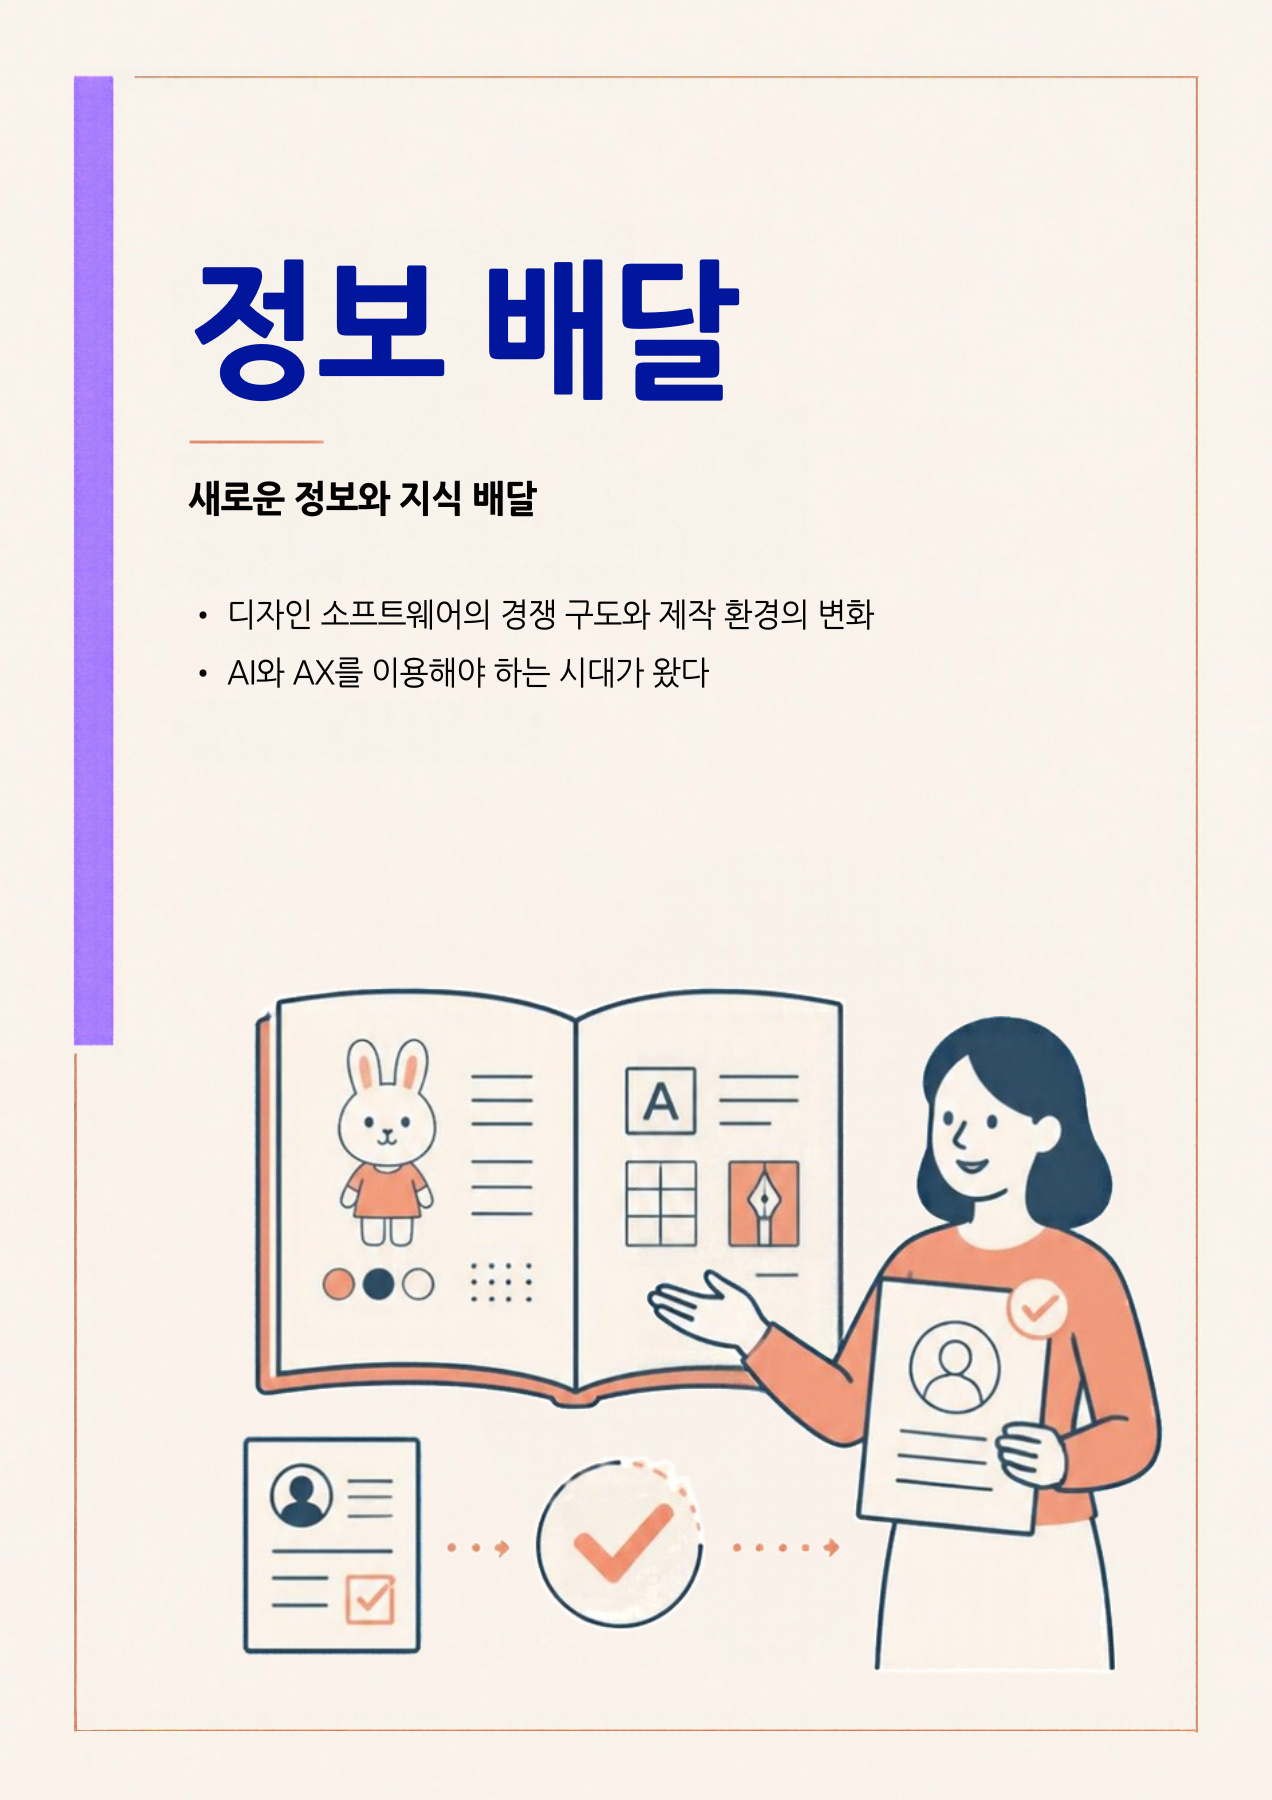 정보 배달
새로운 정보와 지식 배달
• 디자인 소프트웨어의 경쟁 구도와 제작 환경의 변화
• AI와 AX를 이용해야 하는 시대가 왔다
A